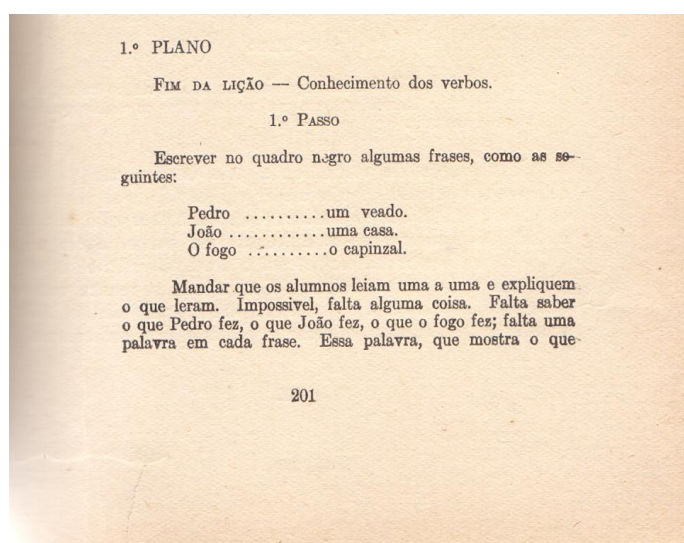 1.º PLANO
FIM DA LIÇÃO — Conhecimento dos verbos.
1.º PASSO
Escrever no quadro negro algumas frases, como as se-
guintes:
Pedro ..........um veado.
João ............uma casa.
O fogo ..........o capinzal.
Mandar que os alumnos leiam uma a uma e expliquem
o que leram. Impossivel, falta alguma coisa. Falta saber
o que Pedro fez, o que João fez, o que o fogo fez; falta uma
palavra em cada frase. Essa palavra, que mostra o que
201